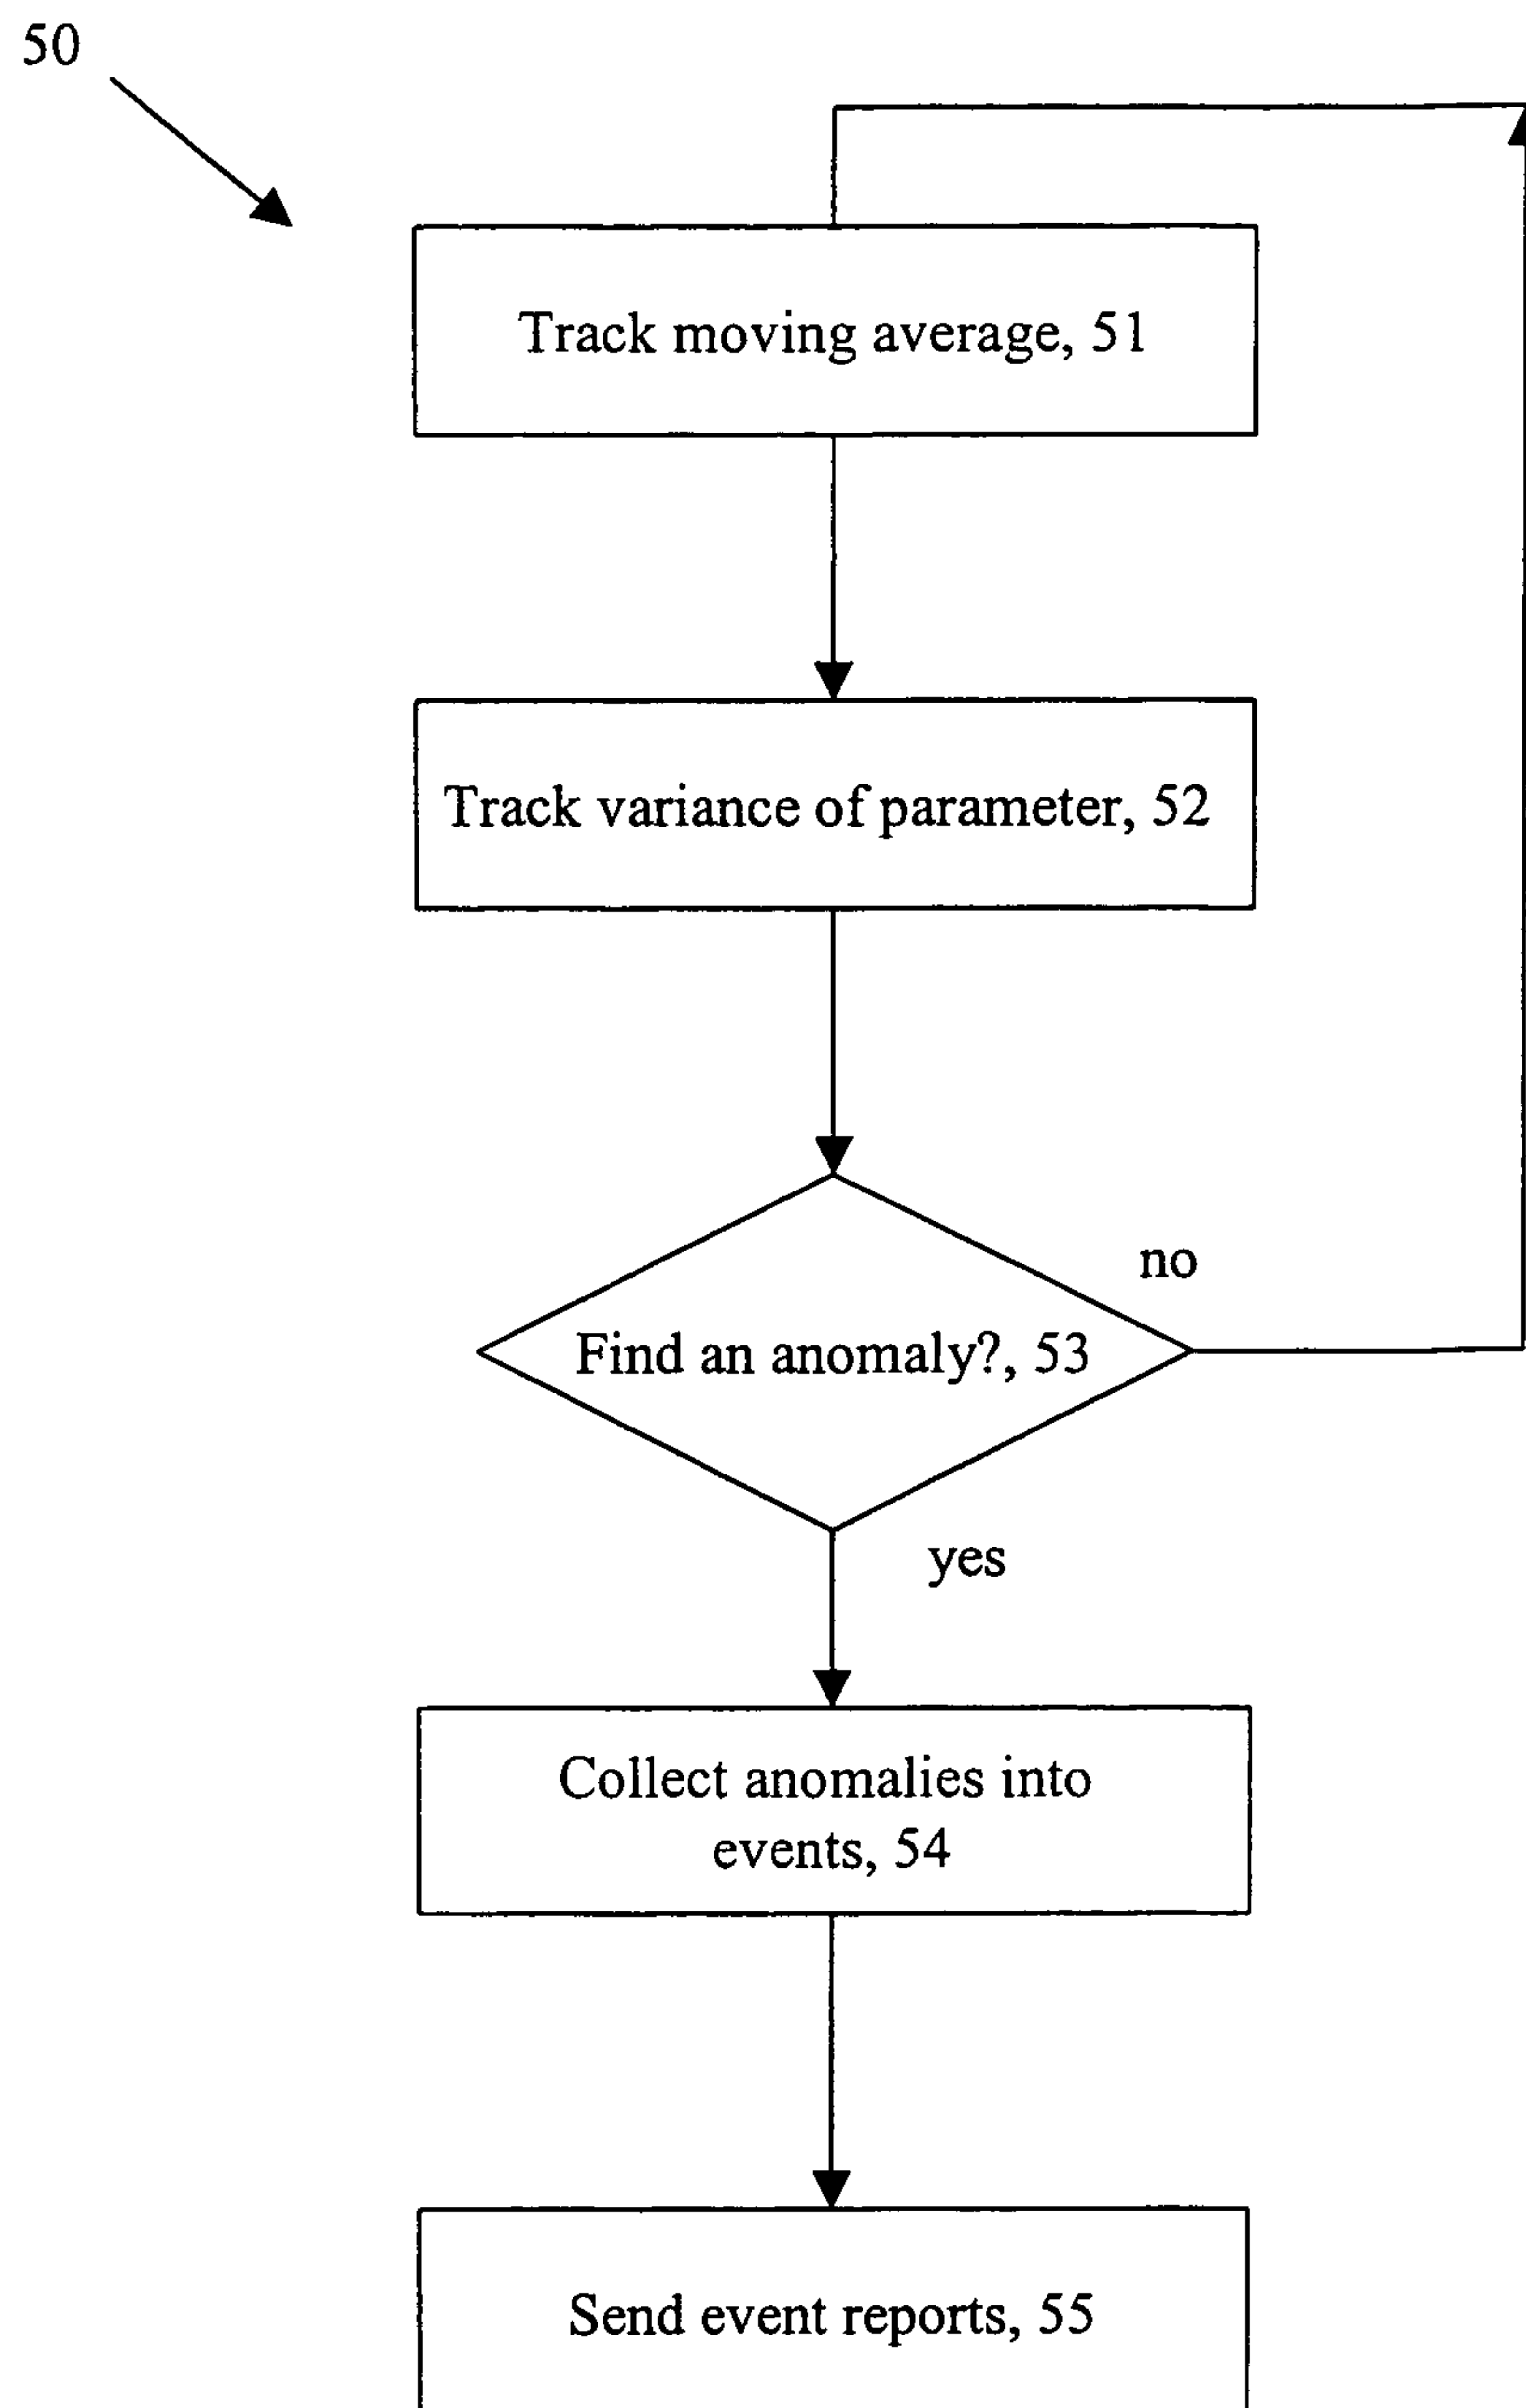 50
Track moving average, 51
Track variance of parameter, 52
no
Find an anomaly?, 53
yes
Collect anomalies into
events, 54
Send event reports, 55